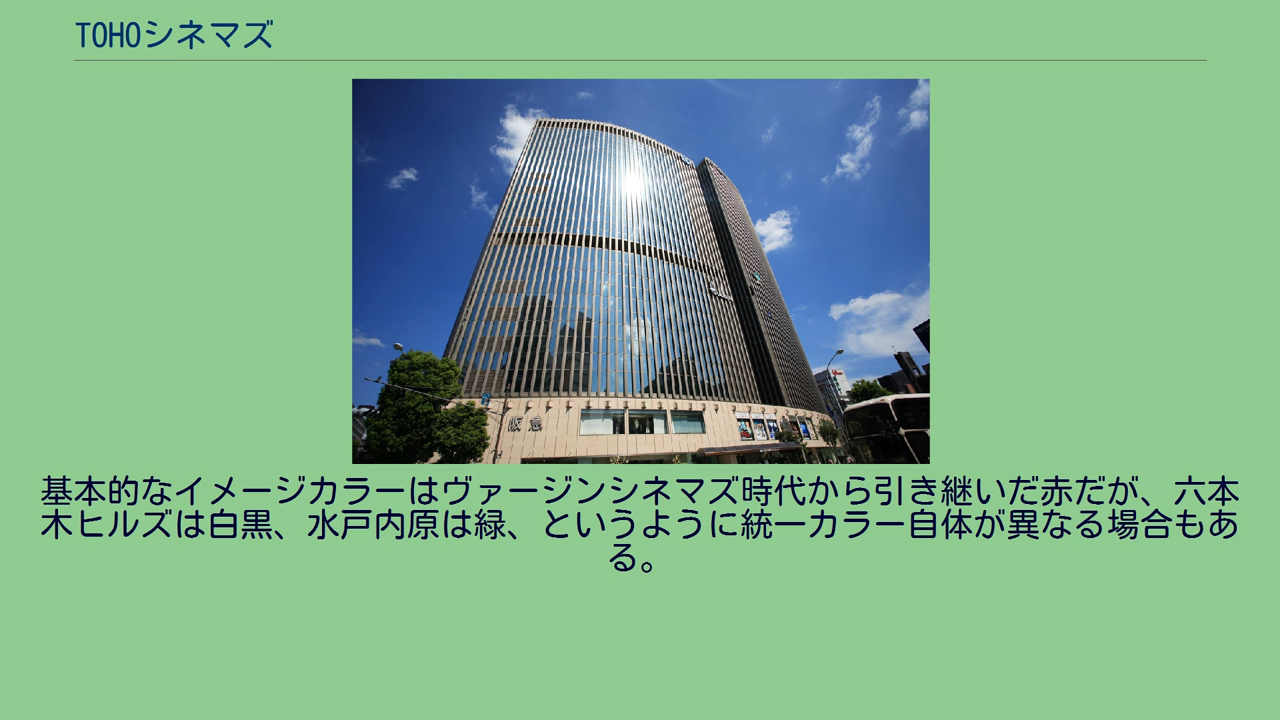 TOHOシネマズ
阪急
基本的なイメージカラーはヴァージンシネマズ時代から引き継いだ赤だが、六本
木ヒルズは白黒、水戸内原は緑、というように統一カラー自体が異なる場合もあ
る。